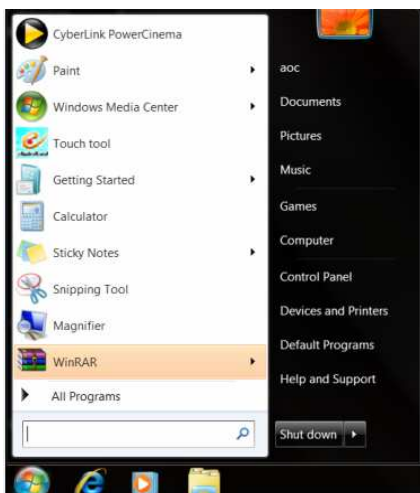 CyberLink PowerCinema
Paint
Windows Media Center
Touch tool
Getting Started
Calculator
Sticky Notes
Snipping Tool
Magnifier
WinRAR
All Programs
aoc
Documents
Pictures
Music
Games
Computer
Control Panel
Devices and Printers
Default Programs
Help and Support
Shut down